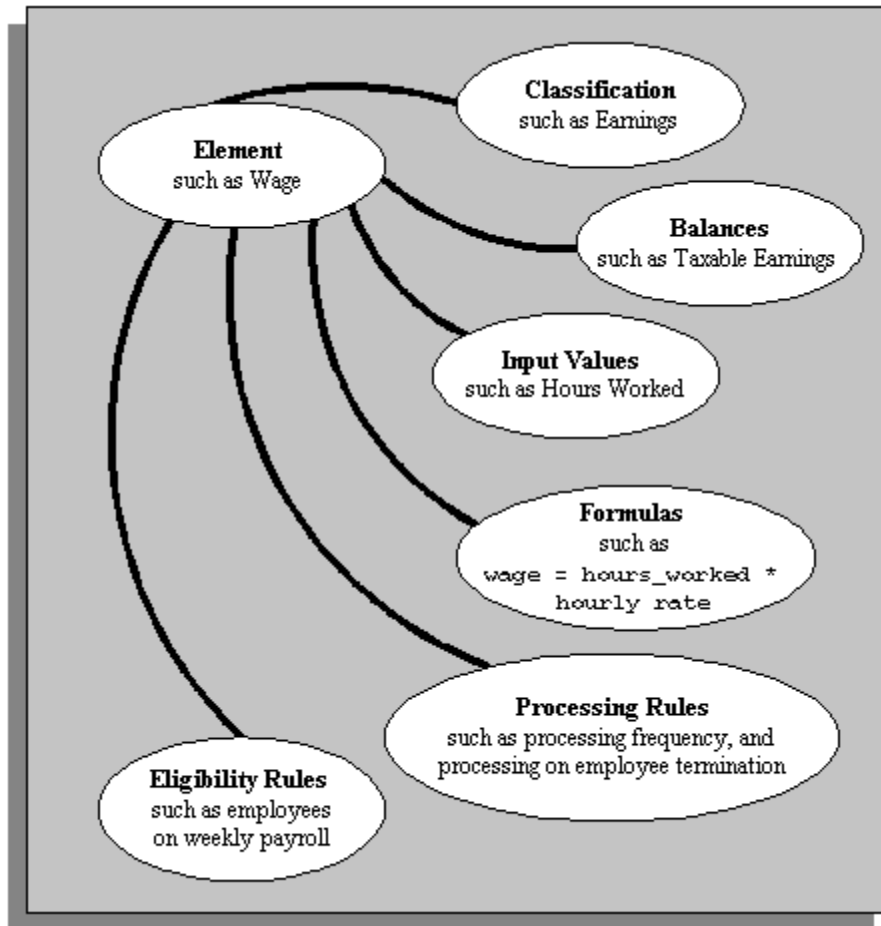 Classification
such as Earnings
Element
such as Wage
Balances
such as Taxable Earnings
Input Values
such as Hours Worked
Formulas
such as
wage = hours_worked *
hourly rate
Processing Rules
such as processing frequency, and
processing on employee termination
Eligibility Rules
such as employees
on weekly payroll